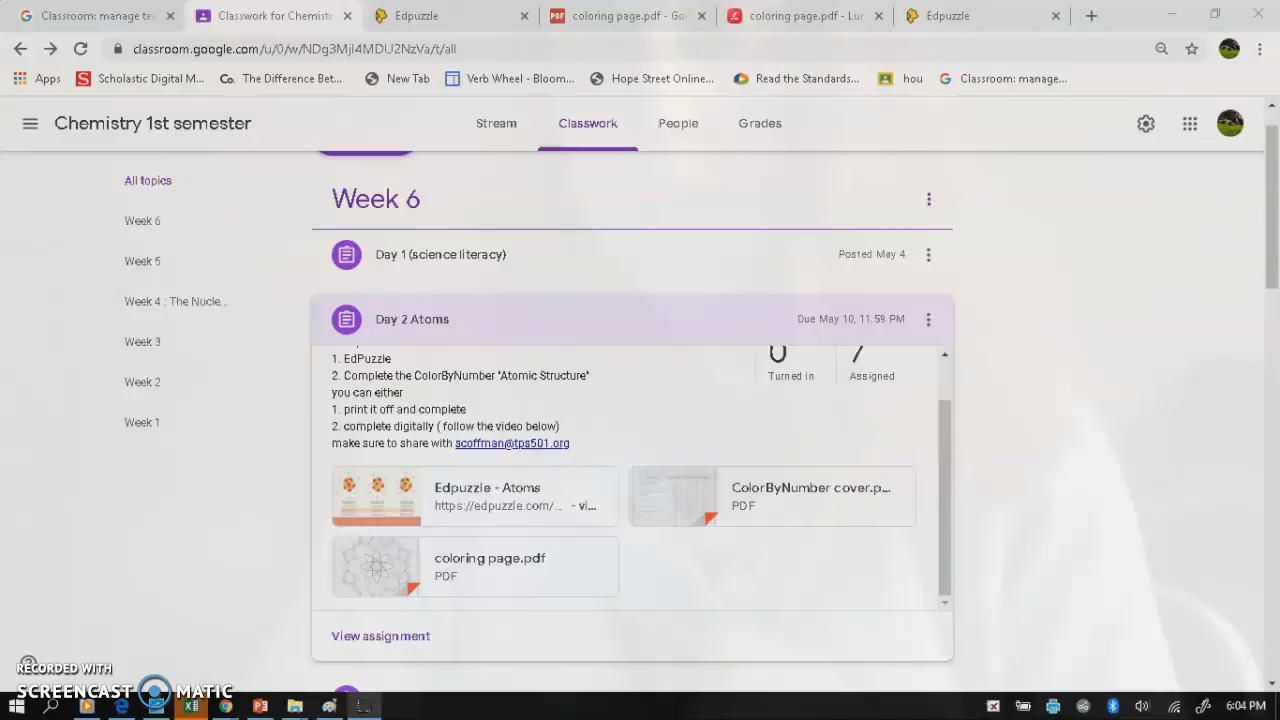 Classroom: manage tea
Classwork for Chemistr
Edpuzzle
coloring page.pdf - Go
coloring page.pdf - Lu
Edpuzzle
classroom.google.com/u/0/w/NDg3MjI4MDU2NzVa/t/all
Apps
Scholastic Digital M...
Co. The Difference Bet...
New Tab
Verb Wheel - Bloom...
Hope Street Online...
Read the Standards...
hou
Classroom: manage...
Chemistry 1st semester
Stream
Classwork
People
Grades
All topics
Week 6
Week 5
Week 4 : The Nucle...
Week 3
Week 2
Week 1
Week 6
Day 1 (science literacy)
Posted May 4
Day 2 Atoms
Due May 10, 11:59 PM
1. EdPuzzle
2. Complete the ColorByNumber "Atomic Structure"
you can either
1. print it off and complete
2. complete digitally ( follow the video below)
make sure to share with scoffman@tps501.org
0
Turned in
7
Assigned
Edpuzzle - Atoms
https://edpuzzle.com/... - vi...
ColorByNumber cover.p...
PDF
coloring page.pdf
PDF
View assignment
RECORDED WITH
SCREENCAST MATIC
6:04 PM